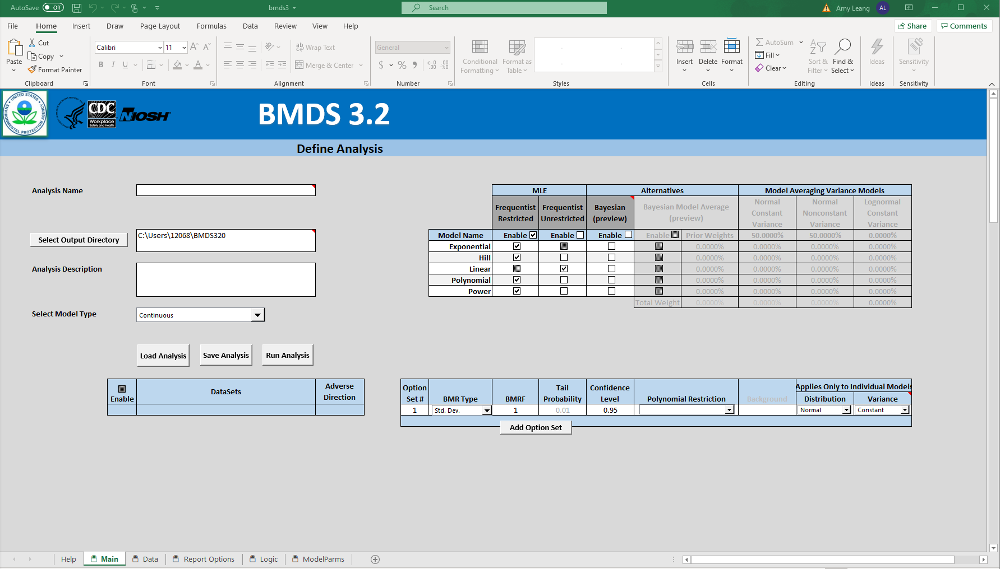 AutoSave Off bmds3 Search Amy Leang AL
File Home Insert Draw Page Layout Formulas Data Review View Help Share Comments
Paste
Cut
Copy
Format Painter
Clipboard
Calibri 11
B I U A
Font
Wrap Text
Merge & Center
Alignment
General
$ % 9
Number
Conditional Formatting
Format as Table
Styles
Insert Delete Format
Cells
AutoSum
Fill
Clear
Sort & Filter
Find & Select
Editing
Ideas
Ideas
Sensitivity
Sensitivity
UNITED STATES ENVIRONMENTAL PROTECTION AGENCY
CDC
Workplace
Safety and Health
NIOSH
BMDS 3.2
Define Analysis
Analysis Name
Select Output Directory C:\Users\12068\BMDS320
Analysis Description
Select Model Type Continuous
Load Analysis Save Analysis Run Analysis
MLE Alternatives Model Averaging Variance Models
Frequentist Restricted Frequentist Unrestricted Bayesian (preview) Bayesian Model Average (preview) Normal Constant Variance Normal Nonconstant Variance Lognormal Constant Variance
Model Name Enable Enable Enable Enable Prior Weights 50.0000% 50.0000% 0.0000%
Exponential 0.0000% 0.0000% 0.0000% 0.0000%
Hill 0.0000% 0.0000% 0.0000% 0.0000%
Linear 0.0000% 0.0000% 0.0000% 0.0000%
Polynomial 0.0000% 0.0000% 0.0000% 0.0000%
Power 0.0000% 0.0000% 0.0000% 0.0000%
Total Weight 0.0000% 0.0000% 0.0000% 0.0000%
Enable DataSets Adverse Direction
Option Set # BMR Type BMRF Tail Probability Confidence Level Polynomial Restriction Background Applies Only to Individual Models
Distribution Variance
1 Std. Dev. 1 0.01 0.95 Normal Constant
Add Option Set
Help Main Data Report Options Logic ModelParms